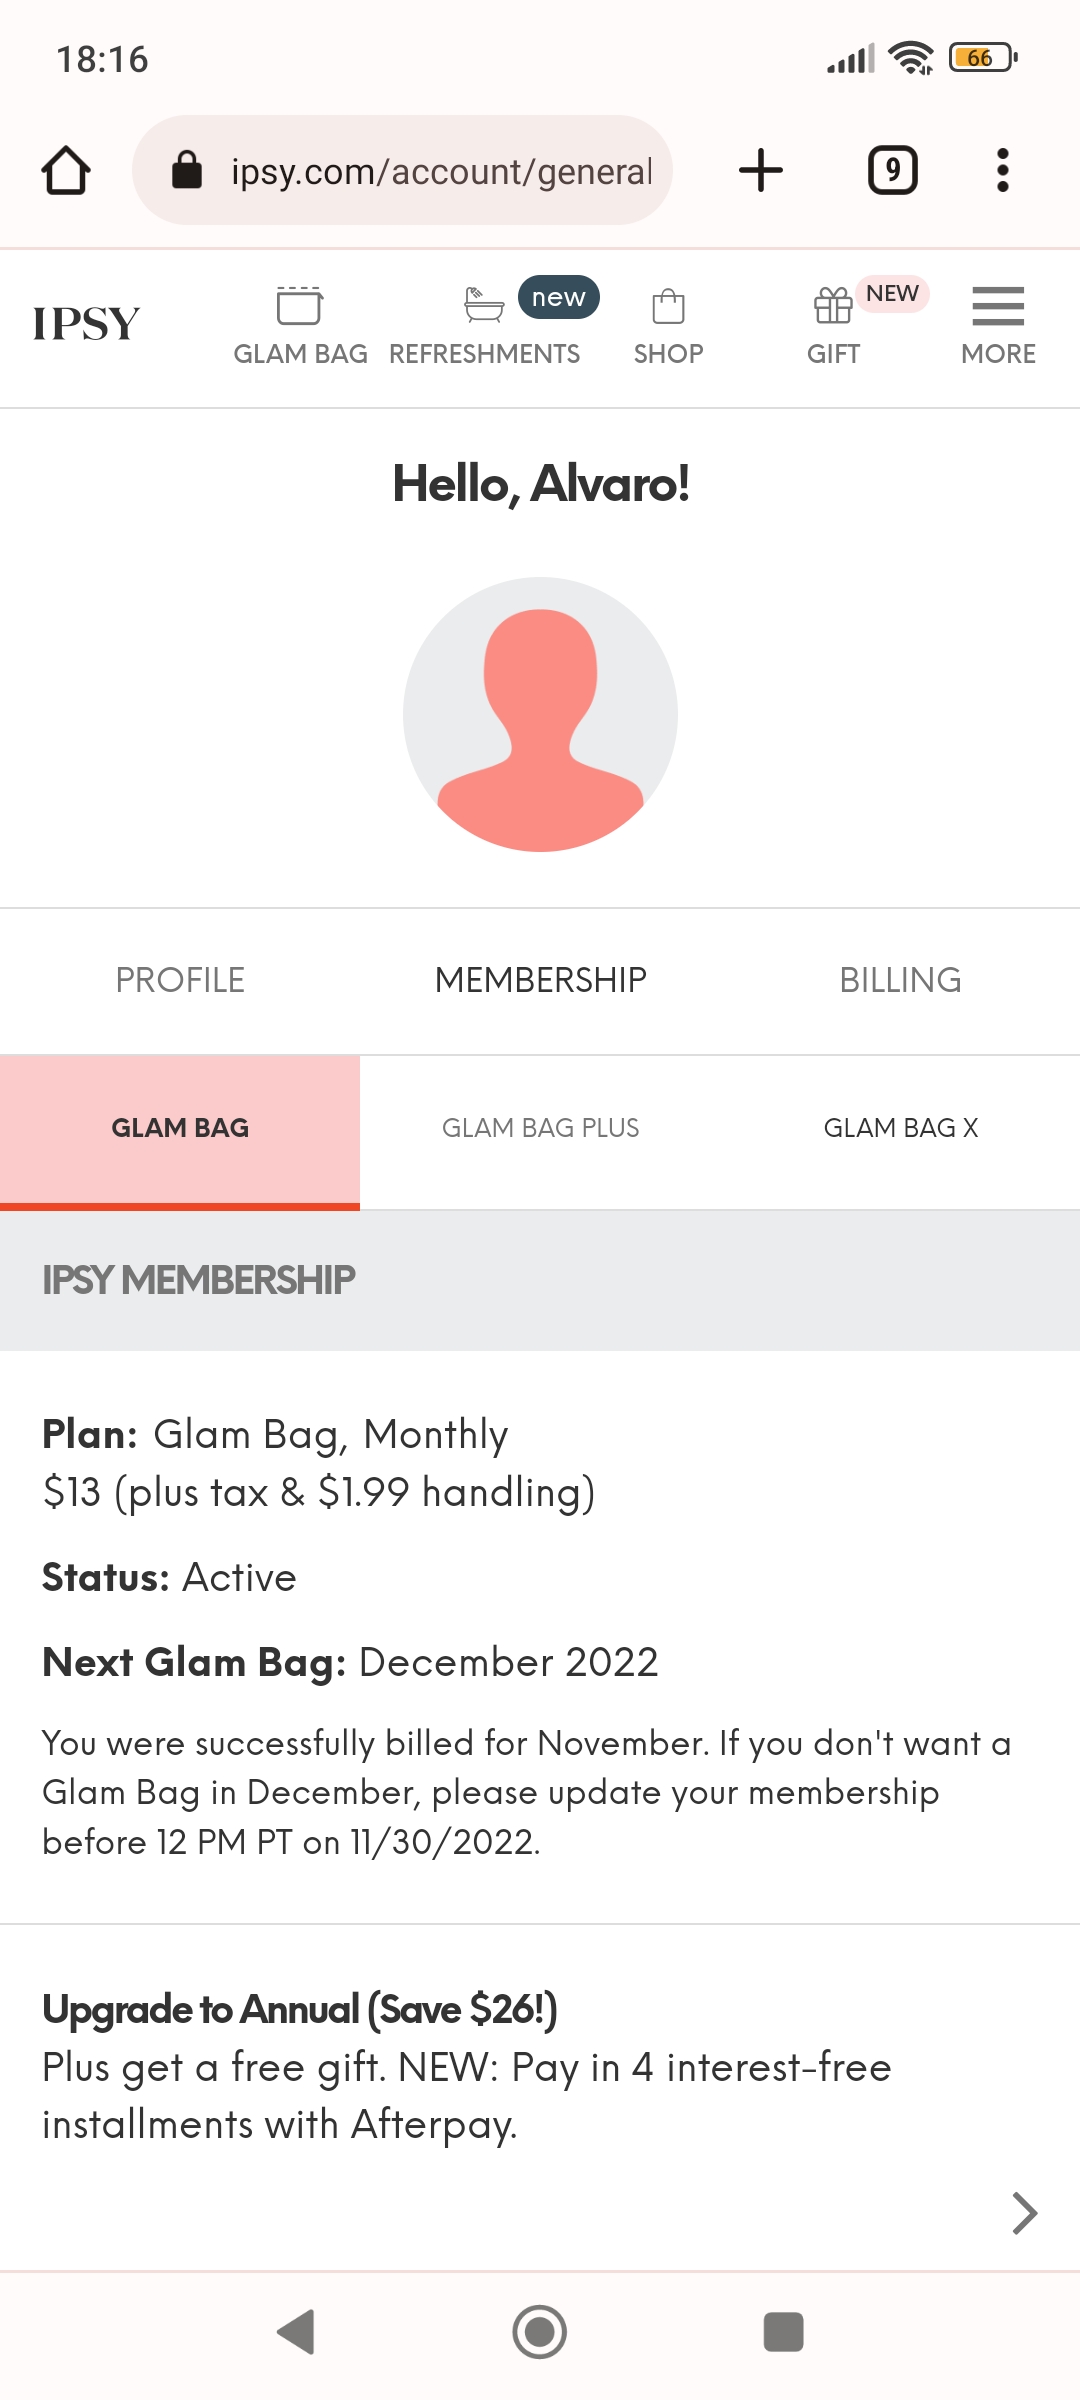 18:16
66
ipsy.com/account/general
9
IPSY
GLAM BAG
new
REFRESHMENTS
SHOP
NEW
GIFT
MORE
Hello, Alvaro!
PROFILE
MEMBERSHIP
BILLING
GLAM BAG
GLAM BAG PLUS
GLAM BAG X
IPSY MEMBERSHIP
Plan: Glam Bag, Monthly
$13 (plus tax & $1.99 handling)
Status: Active
Next Glam Bag: December 2022
You were successfully billed for November. If you don't want a
Glam Bag in December, please update your membership
before 12 PM PT on 11/30/2022.
Upgrade to Annual (Save $26!)
Plus get a free gift. NEW: Pay in 4 interest-free
installments with Afterpay.